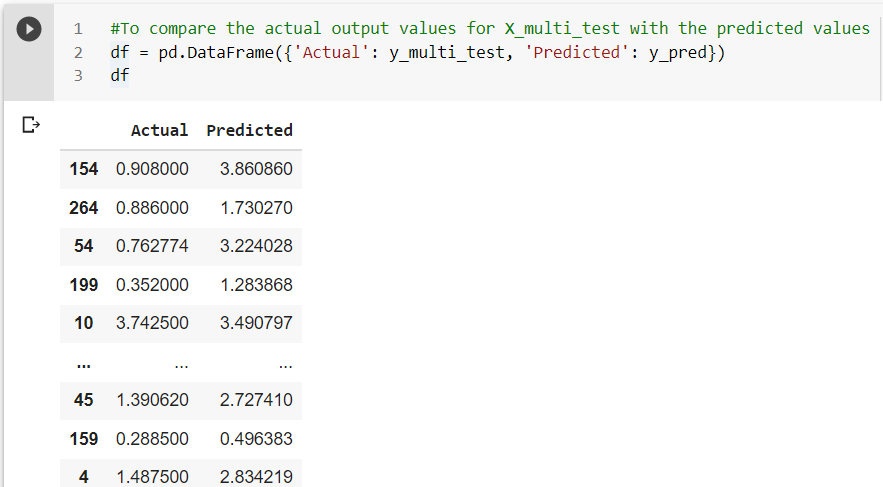 1 #To compare the actual output values for X_multi_test with the predicted values
2 df = pd.DataFrame({'Actual': y_multi_test, 'Predicted': y_pred})
3 df
Actual Predicted
154 0.908000 3.860860
264 0.886000 1.730270
54 0.762774 3.224028
199 0.352000 1.283868
10 3.742500 3.490797
... ... ...
45 1.390620 2.727410
159 0.288500 0.496383
4 1.487500 2.834219